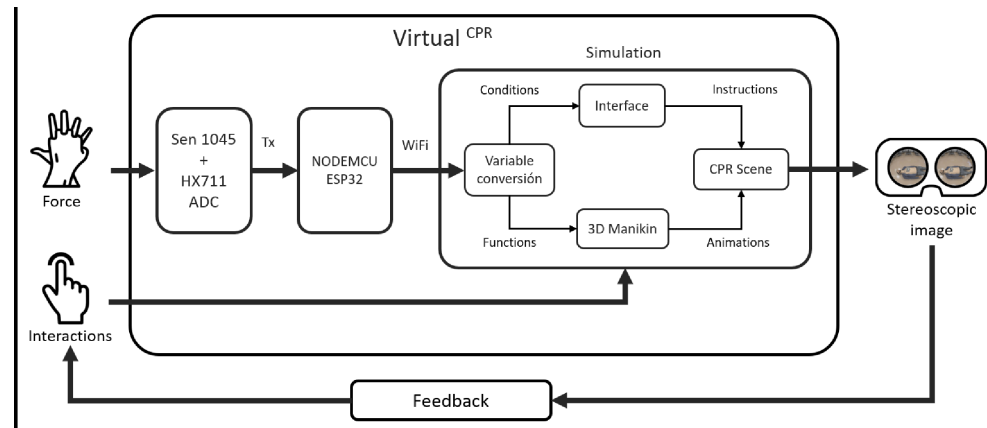 Virtual CPR
Simulation
Force
Sen 1045
+
HX711
ADC
Tx
NODEMCU
ESP32
WiFi
Conditions
Variable
conversión
Functions
Interface
3D Manikin
Instructions
CPR Scene
Animations
Stereoscopic
image
Interactions
Feedback